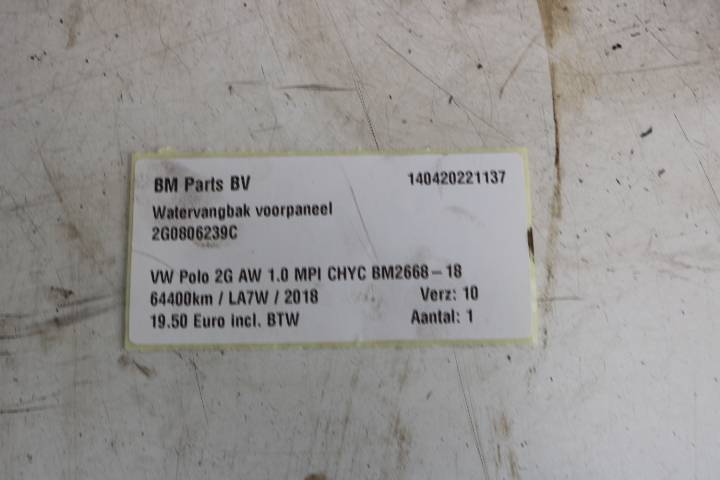 BM Parts BV 140420221137
Watervangbak voorpaneel
2G0806239C
VW Polo 2G AW 1.0 MPI CHYC BM2668-18
64400km / LA7W / 2018 Verz: 10
19.50 Euro incl. BTW Aantal: 1